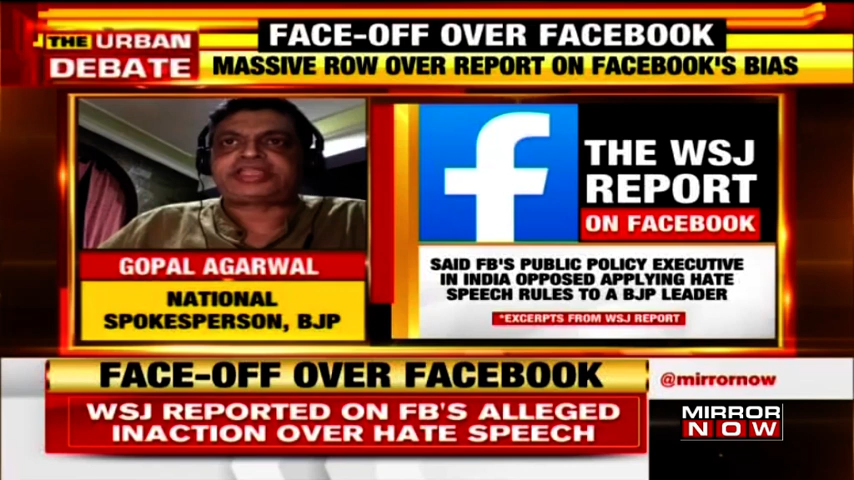 THE URBAN
DEBATE
FACE-OFF OVER FACEBOOK
MASSIVE ROW OVER REPORT ON FACEBOOK'S BIAS
GOPAL AGARWAL
NATIONAL
SPOKESPERSON, BJP
f
THE WSJ
REPORT
ON FACEBOOK
SAID FB'S PUBLIC POLICY EXECUTIVE
IN INDIA OPPOSED APPLYING HATE
SPEECH RULES TO A BJP LEADER
*EXCERPTS FROM WSJ REPORT
FACE-OFF OVER FACEBOOK
WSJ REPORTED ON FB'S ALLEGED
INACTION OVER HATE SPEECH
@mirrornow
MIRROR
NOW